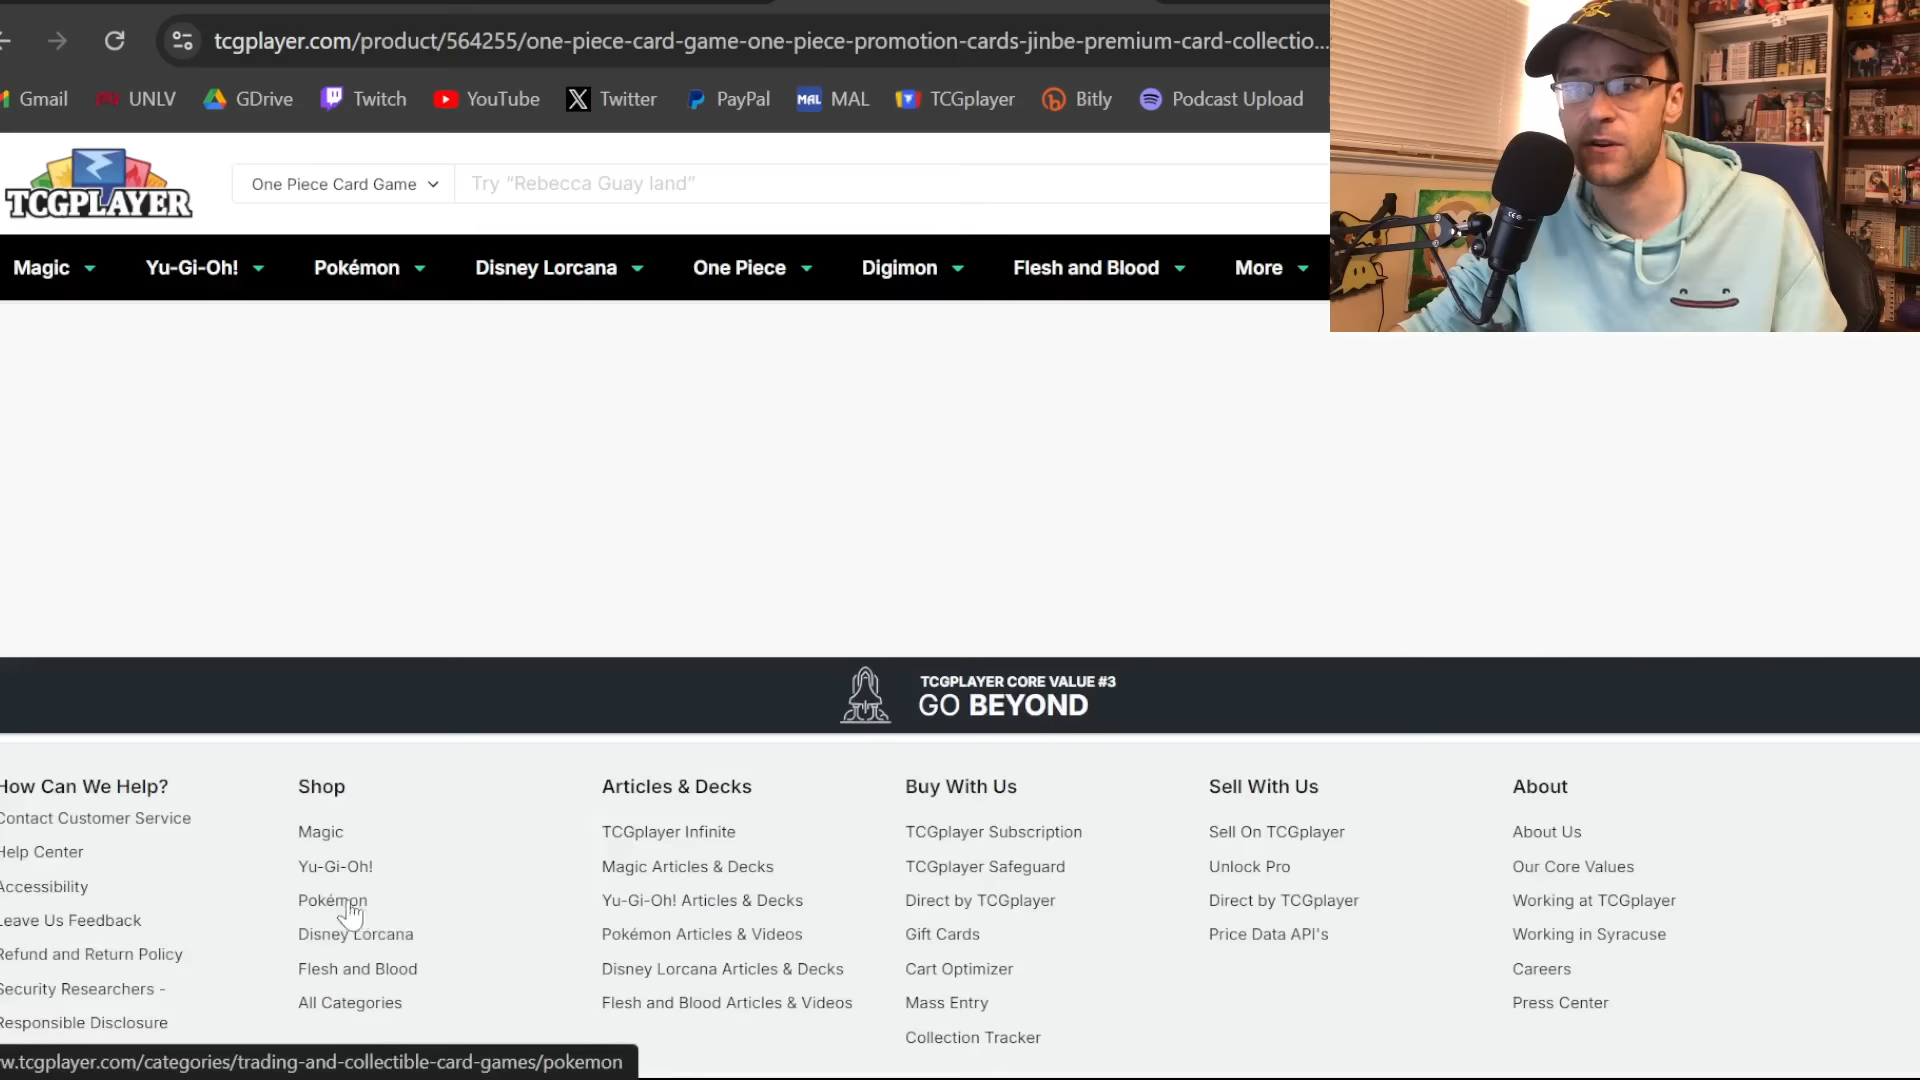 tcgplayer.com/product/564255/one-piece-card-game-one-piece-promotion-cards-jinbe-premium-card-collectio...
Gmail UNLV GDrive Twitch YouTube Twitter PayPal MAL MAL TCGplayer Bitly Podcast Upload
TCGPLAYER
One Piece Card Game Try “Rebecca Guay land”
Magic Yu-Gi-Oh! Pokémon Disney Lorcana One Piece Digimon Flesh and Blood More
TCGPLAYER CORE VALUE #3
GO BEYOND
How Can We Help?
Contact Customer Service
Help Center
Accessibility
Leave Us Feedback
Refund and Return Policy
Security Researchers -
Responsible Disclosure
Shop
Magic
Yu-Gi-Oh!
Pokémon
Disney Lorcana
Flesh and Blood
All Categories
Articles & Decks
TCGplayer Infinite
Magic Articles & Decks
Yu-Gi-Oh! Articles & Decks
Pokémon Articles & Videos
Disney Lorcana Articles & Decks
Flesh and Blood Articles & Videos
Buy With Us
TCGplayer Subscription
TCGplayer Safeguard
Direct by TCGplayer
Gift Cards
Cart Optimizer
Mass Entry
Collection Tracker
Sell With Us
Sell On TCGplayer
Unlock Pro
Direct by TCGplayer
Price Data API's
About
About Us
Our Core Values
Working at TCGplayer
Working in Syracuse
Careers
Press Center
w.tcgplayer.com/categories/trading-and-collectible-card-games/pokemon